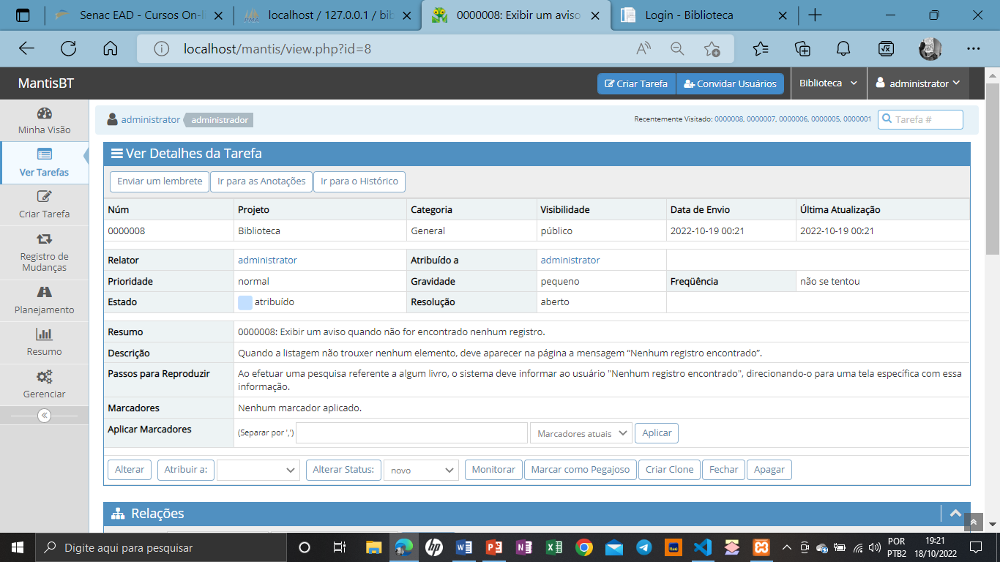 Senac EAD - Cursos On-li
localhost / 127.0.0.1 / bib
0000008: Exibir um aviso
Login - Biblioteca
localhost/mantis/view.php?id=8
MantisBT
Criar Tarefa
Convidar Usuários
Biblioteca
administrator
Minha Visão
Ver Tarefas
Criar Tarefa
Registro de
Mudanças
Planejamento
Resumo
Gerenciar
administrator administrador
Recentemente Visitado: 0000008, 0000007, 0000006, 0000005, 0000001
Tarefa #
Ver Detalhes da Tarefa
Enviar um lembrete Ir para as Anotações Ir para o Histórico
Núm Projeto Categoria Visibilidade Data de Envio Última Atualização
0000008 Biblioteca General público 2022-10-19 00:21 2022-10-19 00:21
Relator administrator Atribuído a administrator
Prioridade normal Gravidade pequeno Freqüência não se tentou
Estado atribuído Resolução aberto
Resumo 0000008: Exibir um aviso quando não for encontrado nenhum registro.
Descrição Quando a listagem não trouxer nenhum elemento, deve aparecer na página a mensagem “Nenhum registro encontrado”.
Passos para Reproduzir Ao efetuar uma pesquisa referente a algum livro, o sistema deve informar ao usuário "Nenhum registro encontrado", direcionando-o para uma tela específica com essa
informação.
Marcadores Nenhum marcador aplicado.
Aplicar Marcadores (Separar por ',') Marcadores atuais Aplicar
Alterar Atribuir a: Alterar Status: novo Monitorar Marcar como Pegajoso Criar Clone Fechar Apagar
Relações
Digite aqui para pesquisar
POR
PTB2
19:21
18/10/2022